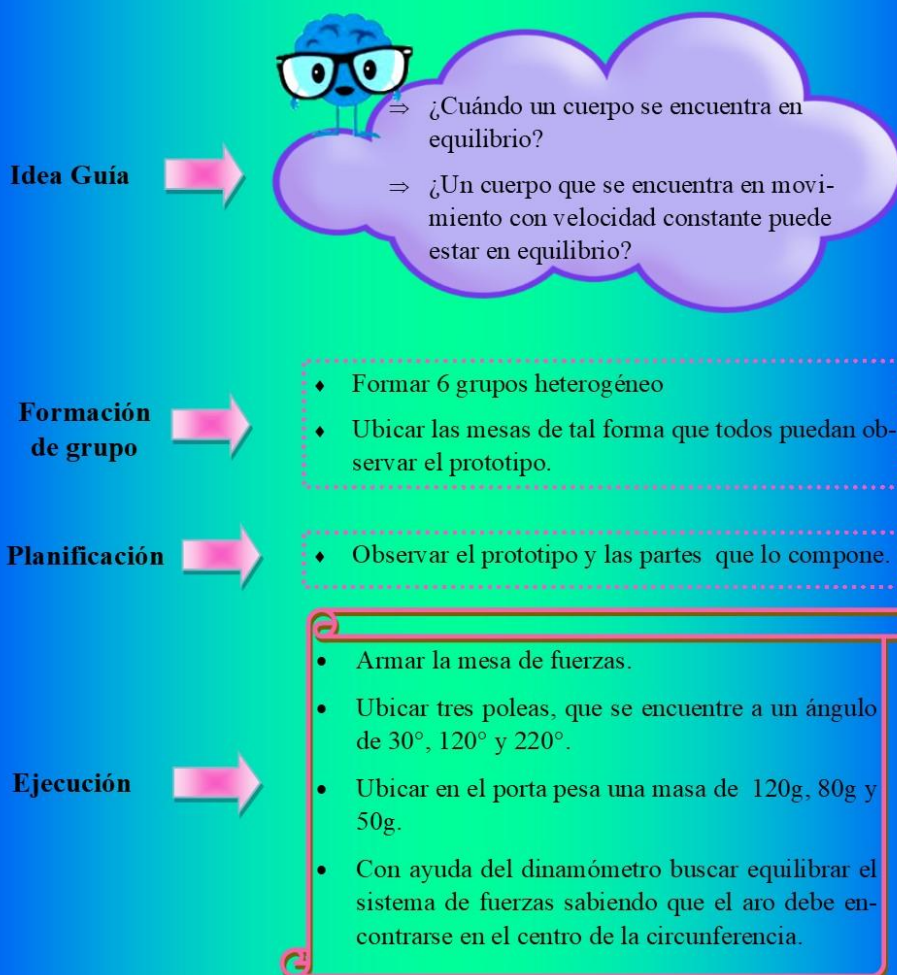 ⇒ ¿Cuándo un cuerpo se encuentra en
equilibrio?
Idea Guía
⇒ ¿Un cuerpo que se encuentra en movi-
miento con velocidad constante puede
estar en equilibrio?
Formación
de grupo
♦ Formar 6 grupos heterogéneo
♦ Ubicar las mesas de tal forma que todos puedan ob-
servar el prototipo.
Planificación
♦ Observar el prototipo y las partes que lo compone.
Ejecución
• Armar la mesa de fuerzas.
• Ubicar tres poleas, que se encuentre a un ángulo
de 30°, 120° y 220°.
• Ubicar en el porta pesa una masa de 120g, 80g y
50g.
• Con ayuda del dinamómetro buscar equilibrar el
sistema de fuerzas sabiendo que el aro debe en-
contrarse en el centro de la circunferencia.